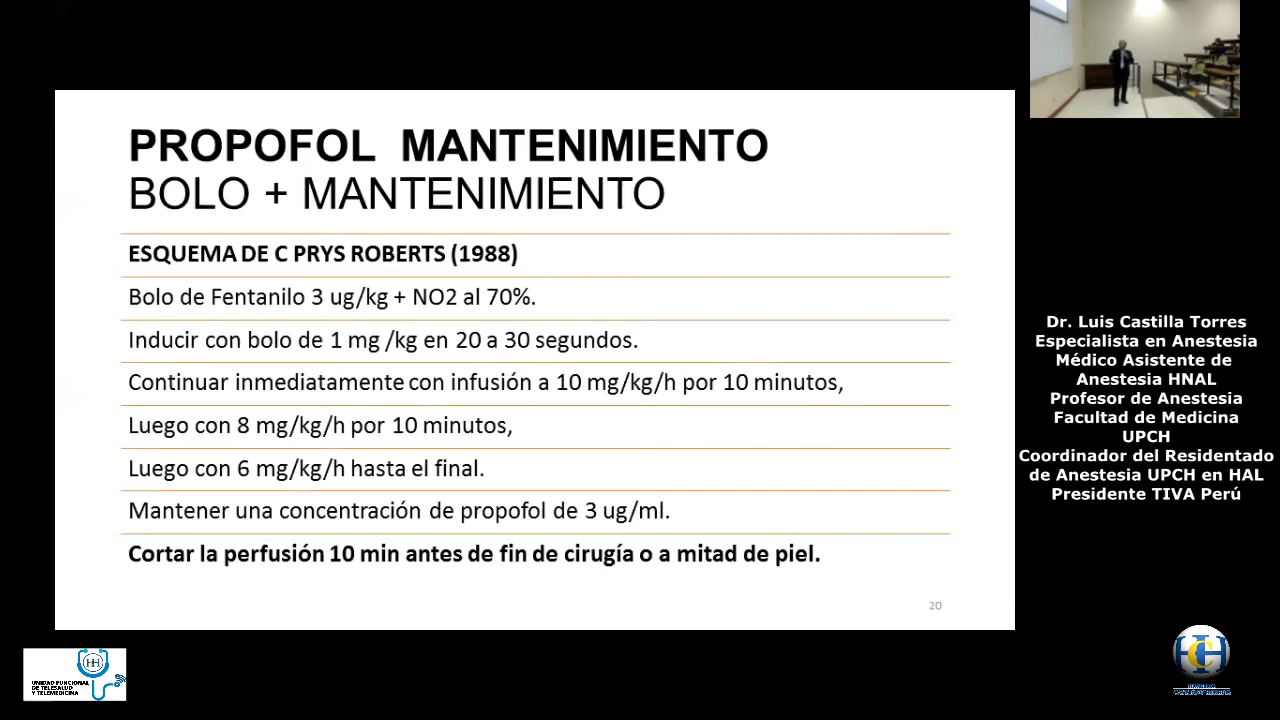 PROPOFOL MANTENIMIENTO
BOLO + MANTENIMIENTO
ESQUEMA DE C PRYS ROBERTS (1988)
Bolo de Fentanilo 3 ug/kg + NO2 al 70%.
Inducir con bolo de 1 mg /kg en 20 a 30 segundos.
Continuar inmediatamente con infusión a 10 mg/kg/h por 10 minutos,
Luego con 8 mg/kg/h por 10 minutos,
Luego con 6 mg/kg/h hasta el final.
Mantener una concentración de propofol de 3 ug/ml.
Cortar la perfusión 10 min antes de fin de cirugía o a mitad de piel.
20
Dr. Luis Castilla Torres
Especialista en Anestesia
Médico Asistente de
Anestesia HNAL
Profesor de Anestesia
Facultad de Medicina
UPCH
Coordinador del Residentado
de Anestesia UPCH en HAL
Presidente TIVA Perú
UNIDAD FUNCIONAL
DE TELESALUD
Y TELEMEDICINA